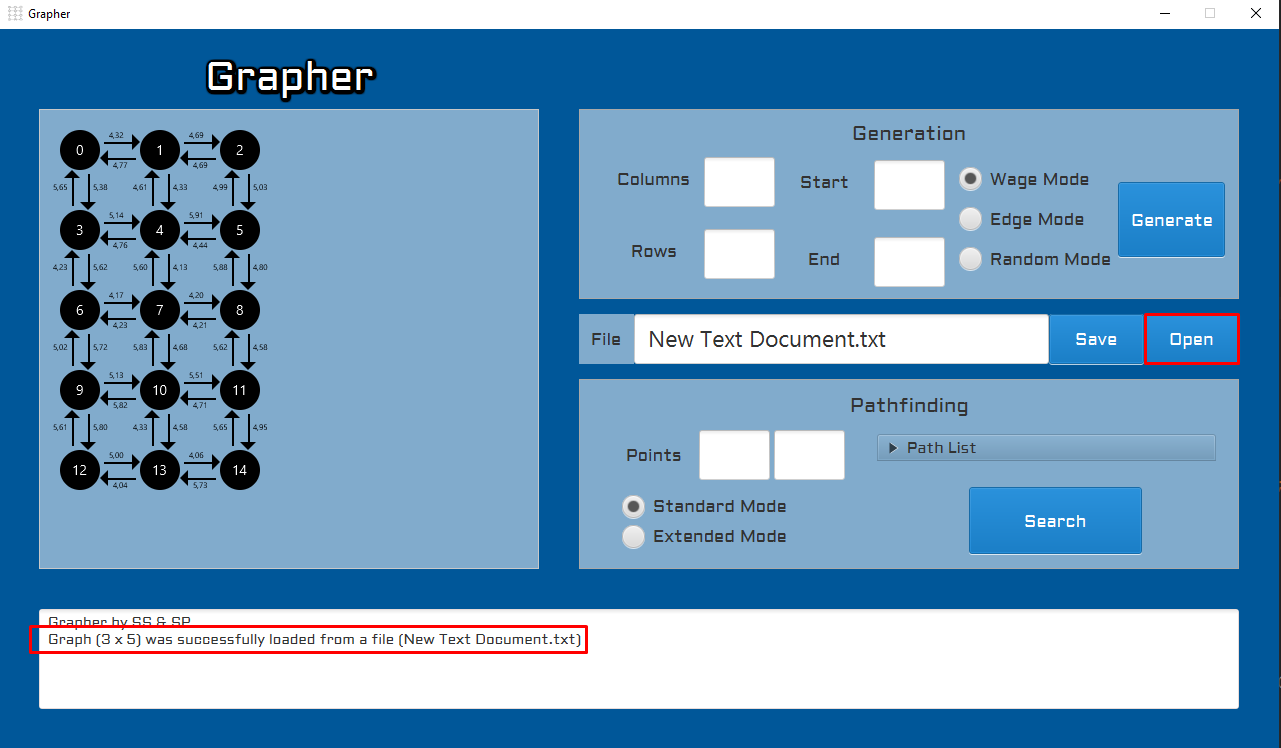 Grapher
Grapher
0 4,32 1 4,69 2
4,77 4,69
5,65 5,38 4,61 4,33 4,99 5,03
3 5,14 4 5,91 5
4,76 4,44
4,23 5,62 5,60 4,13 5,88 4,80
6 4,17 7 4,20 8
4,23 4,21
5,02 5,72 5,83 4,68 5,62 4,58
9 5,13 10 5,51 11
5,82 4,71
5,61 5,80 4,33 4,58 5,65 4,95
12 5,00 13 4,06 14
4,04 5,73
Generation
Columns
Start
Wage Mode
Edge Mode
Generate
Rows
End
Random Mode
File
New Text Document.txt
Save
Open
Pathfinding
Points
Path List
Standard Mode
Extended Mode
Search
Grapher by SS & SP
Graph (3 x 5) was successfully loaded from a file (New Text Document.txt)